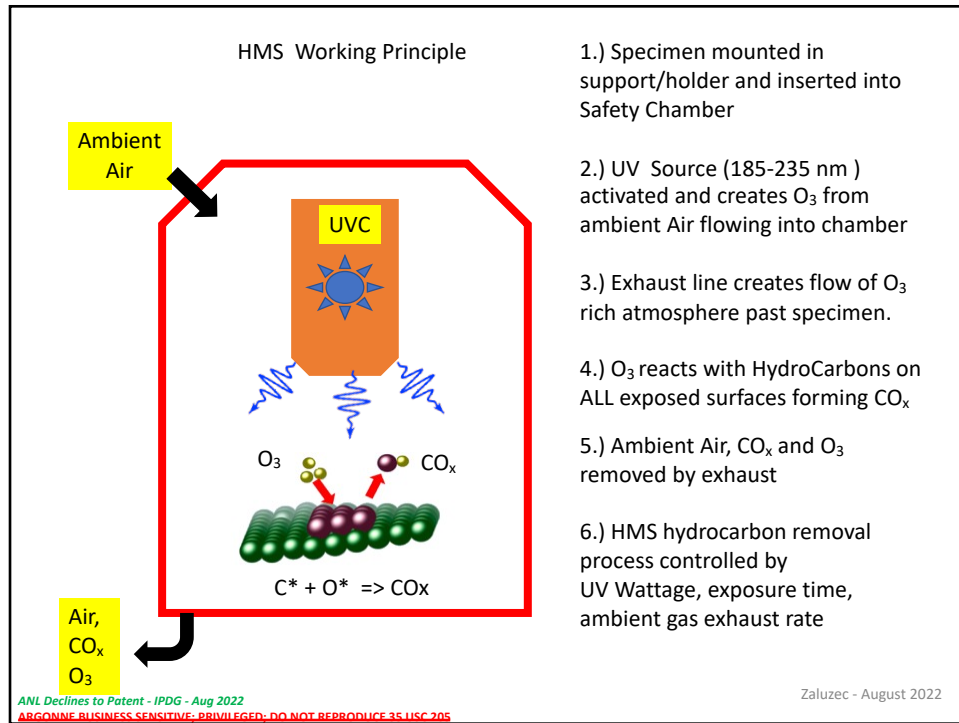 HMS Working Principle
Ambient
Air
UVC
O₃
COₓ
C* + O* => COx
Air,
COₓ
O₃
1.) Specimen mounted in
support/holder and inserted into
Safety Chamber
2.) UV Source (185-235 nm )
activated and creates O₃ from
ambient Air flowing into chamber
3.) Exhaust line creates flow of O₃
rich atmosphere past specimen.
4.) O₃ reacts with HydroCarbons on
ALL exposed surfaces forming COₓ
5.) Ambient Air, COₓ and O₃
removed by exhaust
6.) HMS hydrocarbon removal
process controlled by
UV Wattage, exposure time,
ambient gas exhaust rate
ANL Declines to Patent - IPDG - Aug 2022
ARGONNE BUSINESS SENSITIVE; PRIVILEGED; DO NOT REPRODUCE 35 USC 205
Zaluzec - August 2022